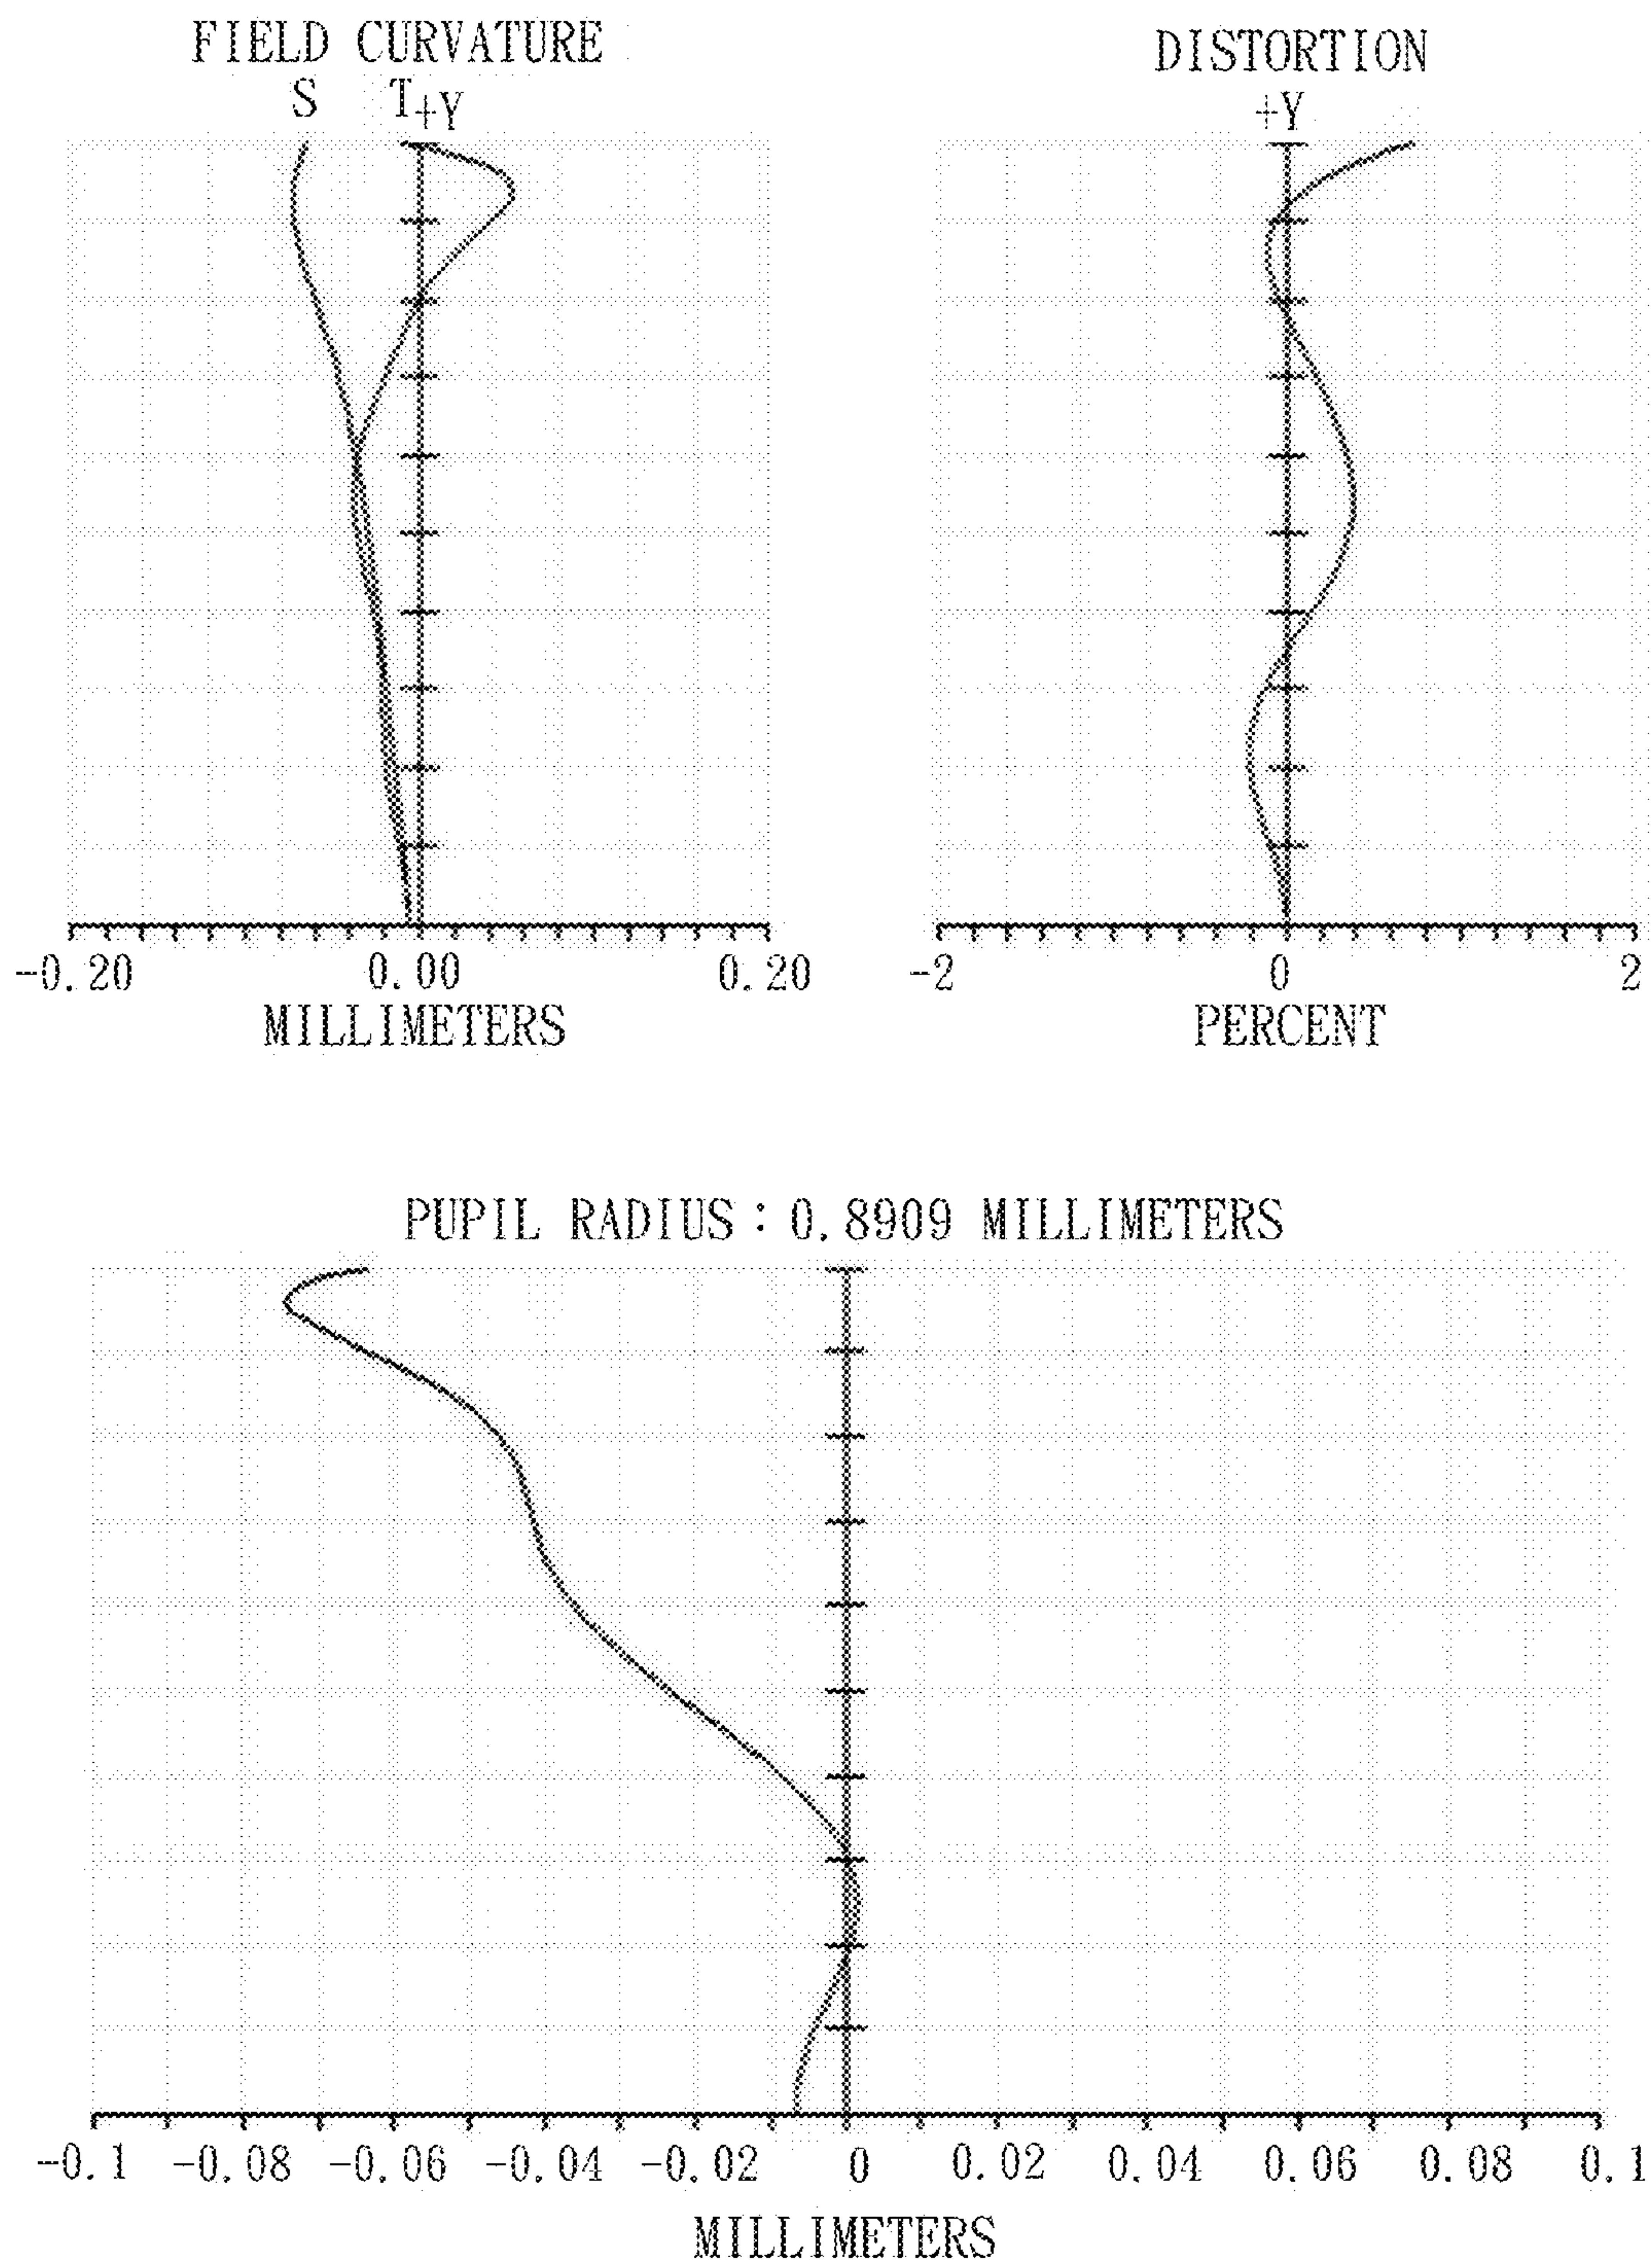 FIELD CURVATURE
S T +Y
-0.20 0.00 0.20
MILLIMETERS
DISTORTION
+Y
-2 0 2
PERCENT
PUPIL RADIUS : 0.8909 MILLIMETERS
-0.1 -0.08 -0.06 -0.04 -0.02 0 0.02 0.04 0.06 0.08 0.1
MILLIMETERS